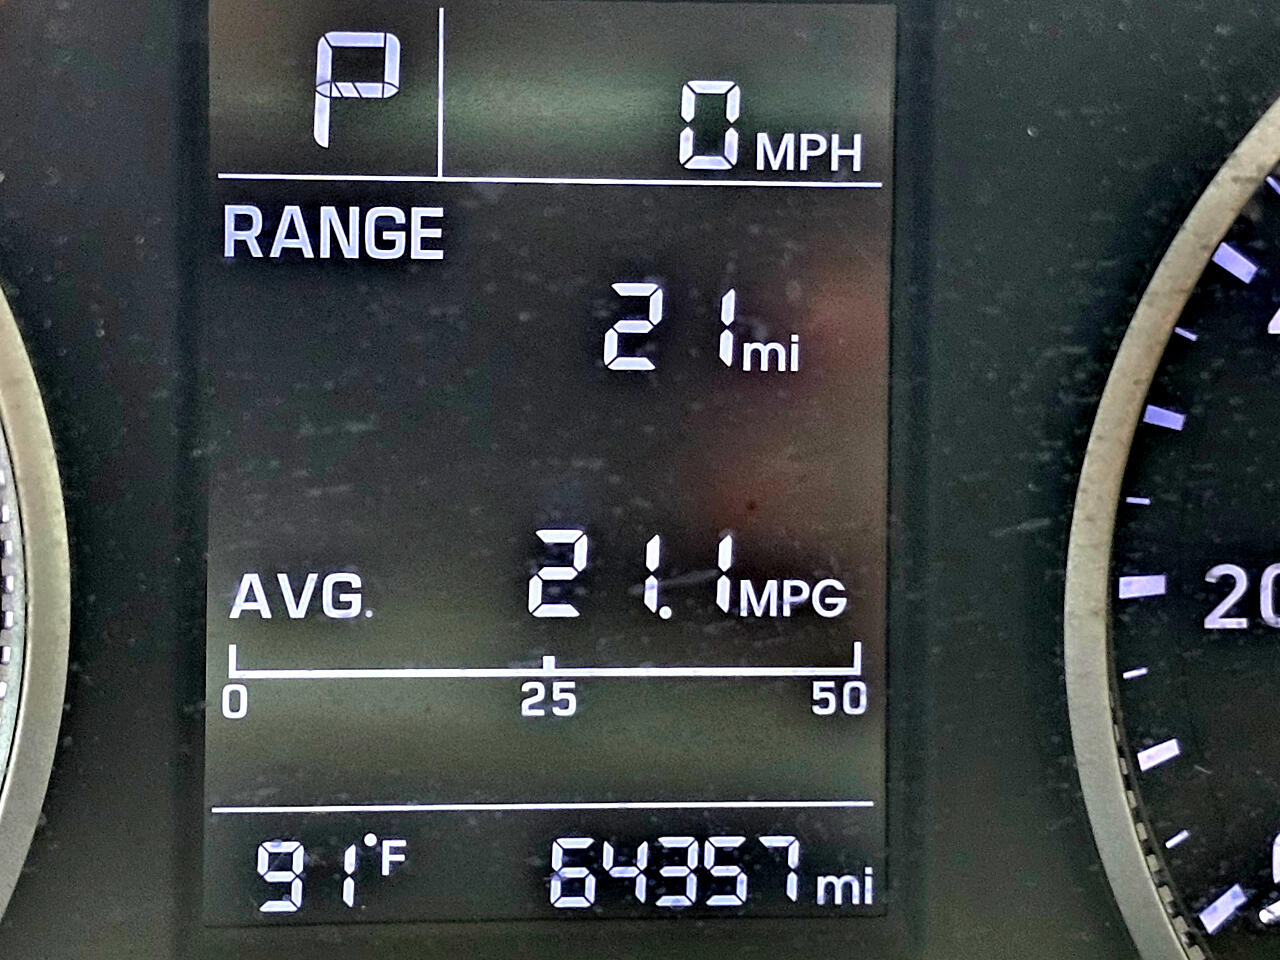 P 0 MPH
RANGE
21 mi
AVG. 21.1 MPG
0 25 50
91°F 64357 mi